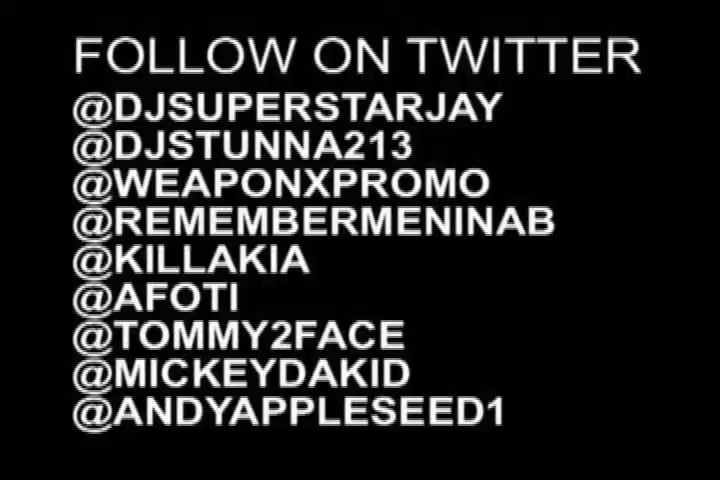 FOLLOW ON TWITTER
@DJSUPERSTARJAY
@DJSTUNNA213
@WEAPONXPROMO
@REMEMBERMENINAB
@KILLAKIA
@AFOTI
@TOMMY2FACE
@MICKEYDAKID
@ANDYAPPLESEED1